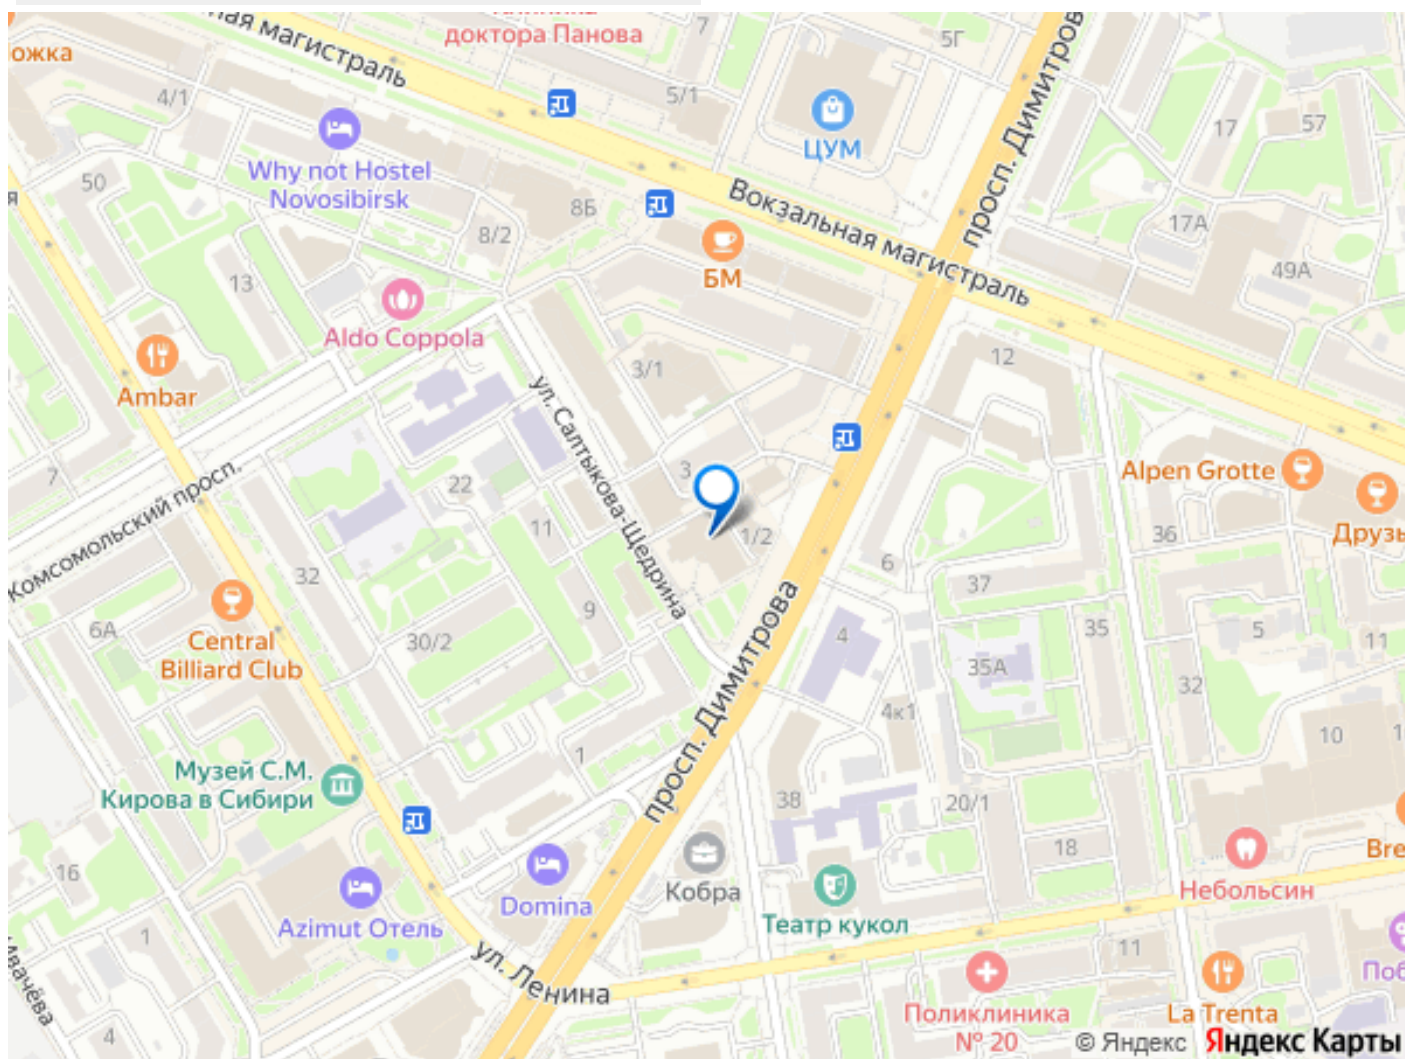 клиника
доктора Панова
7
5Г
ная магистраль
ожка
4/1
5/1
ЦУМ
просп. Димитров
17
57
Why not Hostel
Novosibirsk
50
8Б
Вокзальная магистраль
17А
я
8/2
БМ
49А
13
Aldo Coppola
12
Ambar
3/1
ул. Салтыкова-Щедрина
7
Комсомольский просп.
22
3
Alpen Grotte
Друзь
11
1/2
36
6
32
37
9
6А
Central
Billiard Club
30/2
4
35
5
11
35А
32
просп. Димитрова
4к1
10
1
1
Музей С.М.
Кирова в Сибири
38
20/1
18
Bre
16
Кобра
Небольсин
Domina
Azimut Отель
Театр кукол
1
11
ул. Ленина
Ивачёва
4
Поликлиника
№ 20
La Trenta
Поб
© Яндекс Яндекс Карты